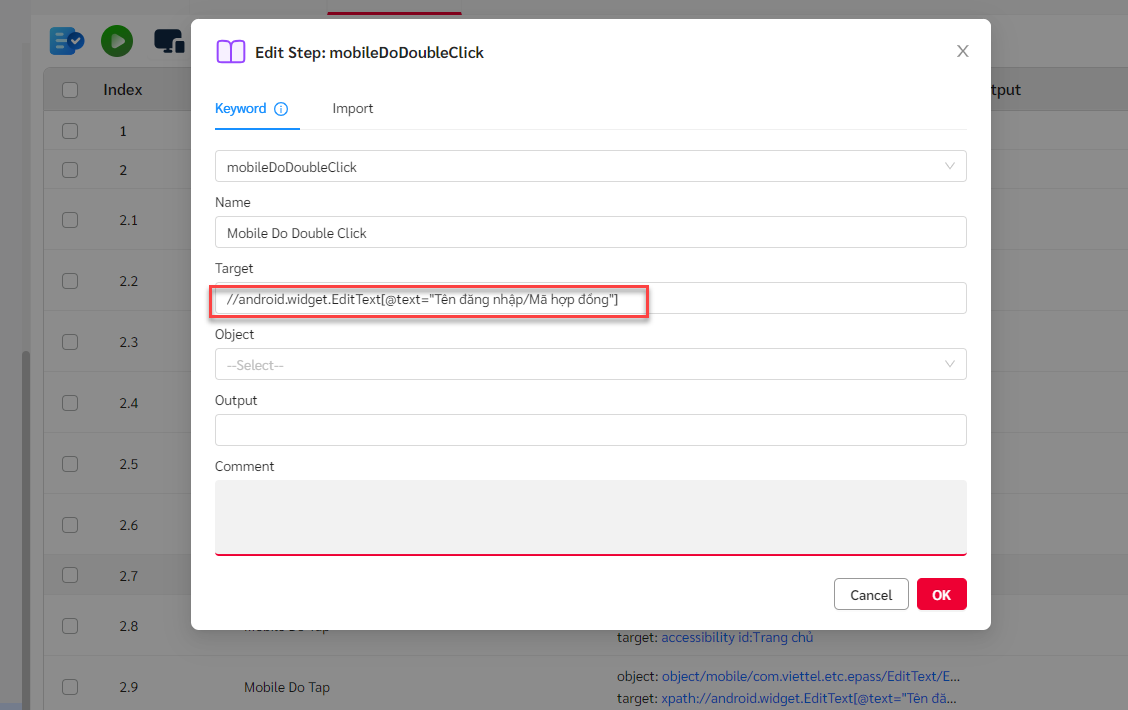 Edit Step: mobileDoDoubleClick
Keyword
Import
Index
tput
1
2
2.1
2.2
2.3
2.4
2.5
2.6
2.7
2.8
2.9
mobileDoDoubleClick
Name
Mobile Do Double Click
Target
//android.widget.EditText[@text="Tên đăng nhập/Mã hợp đồng"]
Object
--Select--
Output
Comment
Cancel
OK
Mobile Do Tap
target: accessibility id:Trang chủ
object: object/mobile/com.viettel.etc.epass/EditText/E...
Mobile Do Tap
target: xpath://android.widget.EditText[@text="Tên đă...